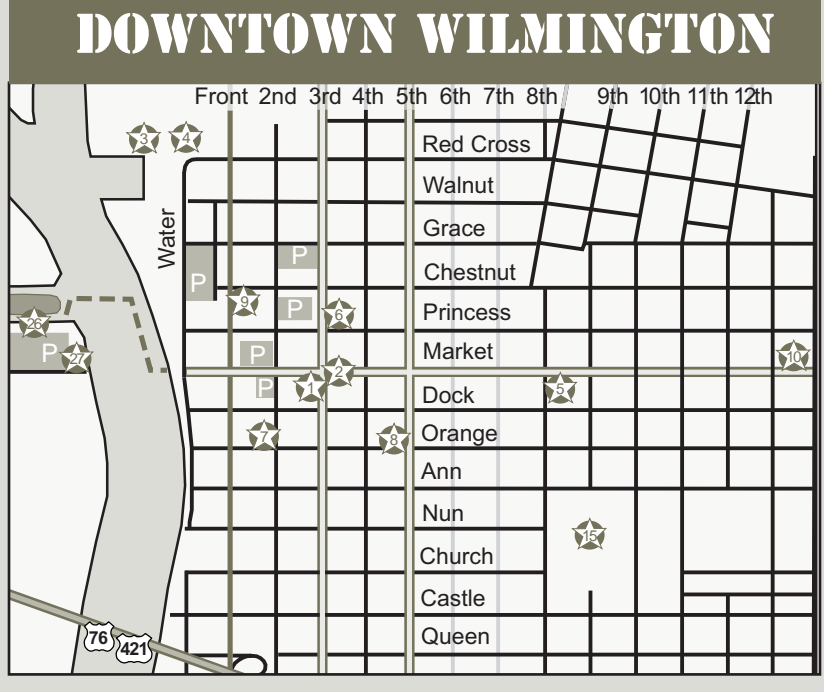 DOWNTOWN WILMINGTON
Front 2nd 3rd 4th 5th 6th 7th 8th 9th 10th 11th 12th
3 4
Red Cross
Walnut
Water
Grace
P
Chestnut
P
9 P 6
Princess
26
Market
P 27 P 10
2
1 P Dock 5
7 8 Orange
Ann
Nun
15
Church
Castle
76 421
Queen